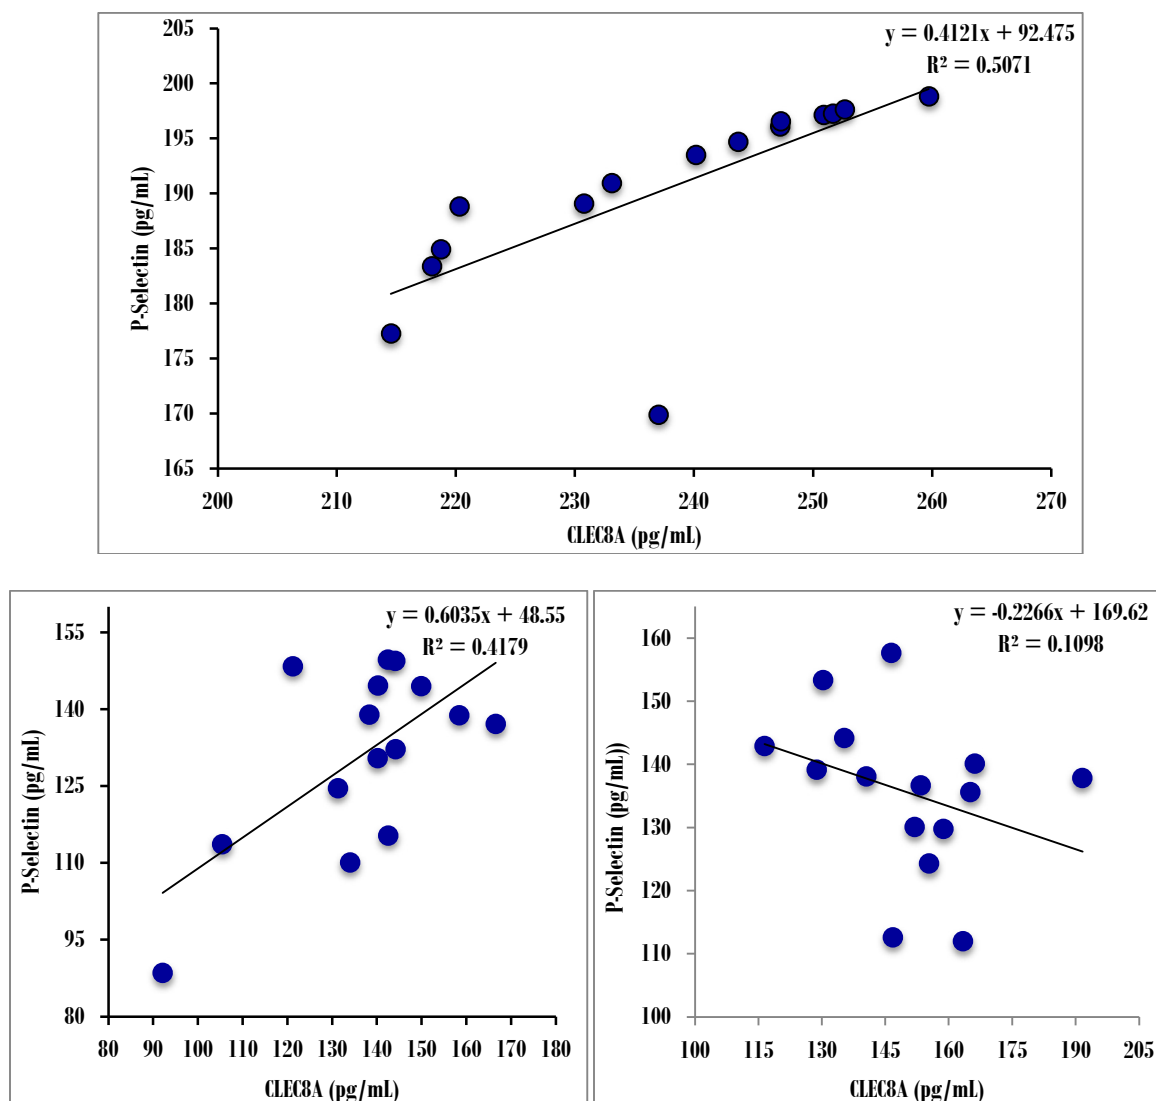 y = 0.4121x + 92.475
R² = 0.5071
205
200
195
190
185
180
175
170
165
P-Selectin (pg/mL)
200 210 220 230 240 250 260 270
CLEC8A (pg/mL)
y = 0.6035x + 48.55
R² = 0.4179
155
140
125
110
95
80
P-Selectin (pg/mL)
80 90 100 110 120 130 140 150 160 170 180
CLEC8A (pg/mL)
y = -0.2266x + 169.62
R² = 0.1098
160
150
140
130
120
110
100
P-Selectin (pg/mL))
100 115 130 145 160 175 190 205
CLEC8A (pg/mL)